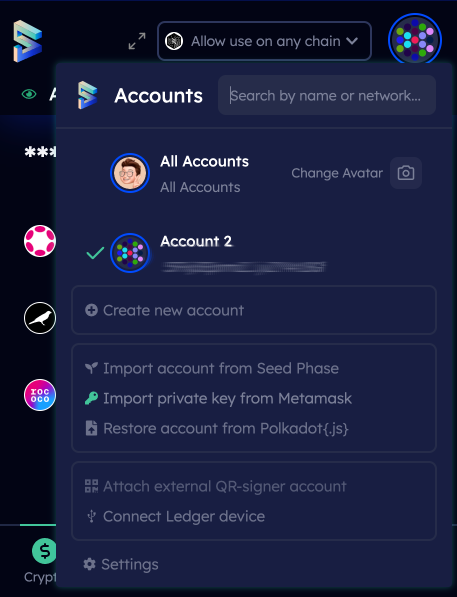 Allow use on any chain
Accounts
Search by name or network...
***
All Accounts
All Accounts
Change Avatar
Account 2
Create new account
roc
oco
Import account from Seed Phase
Import private key from Metamask
Restore account from Polkadot{.js}
Attach external QR-signer account
Connect Ledger device
Settings
Crypt